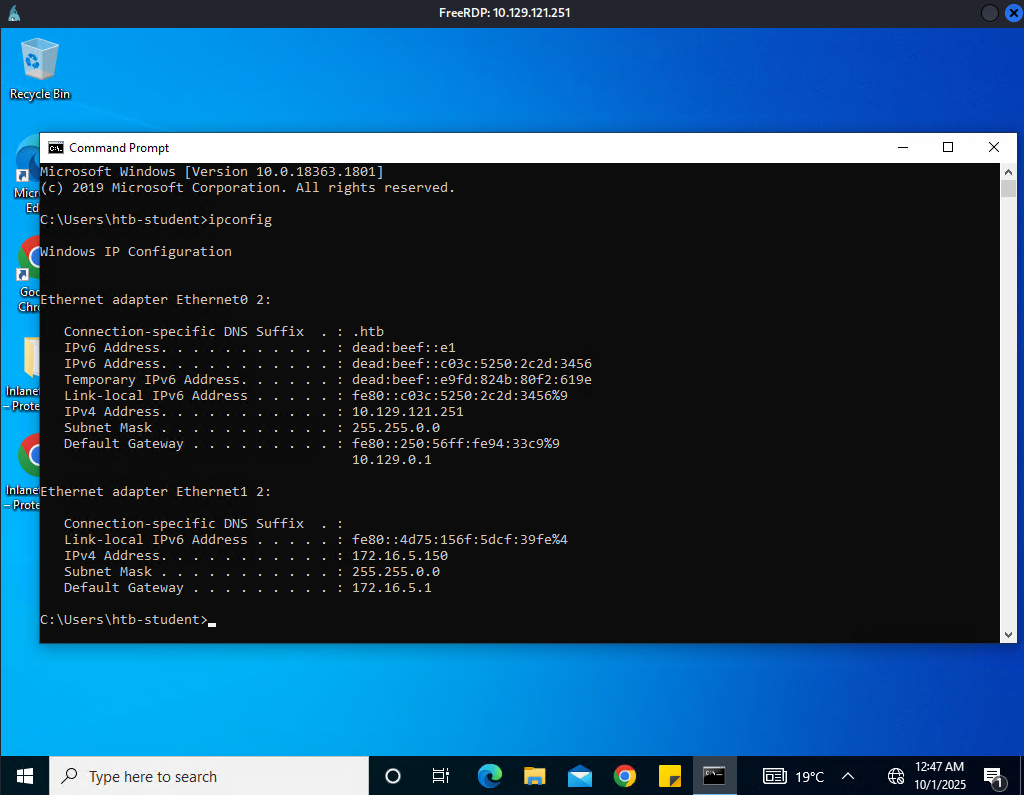 FreeRDP: 10.129.121.251
Recycle Bin
Command Prompt
Microsoft Windows [Version 10.0.18363.1801]
(c) 2019 Microsoft Corporation. All rights reserved.
C:\Users\htb-student>ipconfig
Windows IP Configuration
Ethernet adapter Ethernet0 2:
Connection-specific DNS Suffix  . : .htb
IPv6 Address. . . . . . . . . . . : dead:beef::e1
IPv6 Address. . . . . . . . . . . : dead:beef::c03c:5250:2c2d:3456
Temporary IPv6 Address. . . . . . : dead:beef::e9fd:824b:80f2:619e
Link-local IPv6 Address . . . . . : fe80::c03c:5250:2c2d:3456%9
IPv4 Address. . . . . . . . . . . : 10.129.121.251
Subnet Mask . . . . . . . . . . . : 255.255.0.0
Default Gateway . . . . . . . . . : fe80::250:56ff:fe94:33c9%9
10.129.0.1
Ethernet adapter Ethernet1 2:
Connection-specific DNS Suffix  . :
Link-local IPv6 Address . . . . . : fe80::4d75:156f:5dcf:39fe%4
IPv4 Address. . . . . . . . . . . : 172.16.5.150
Subnet Mask . . . . . . . . . . . : 255.255.0.0
Default Gateway . . . . . . . . . : 172.16.5.1
C:\Users\htb-student>
Micr
Ed
Goo
Chro
Inlane
– Prote
Inlane
– Prote
Type here to search
19°C
12:47 AM
10/1/2025
1